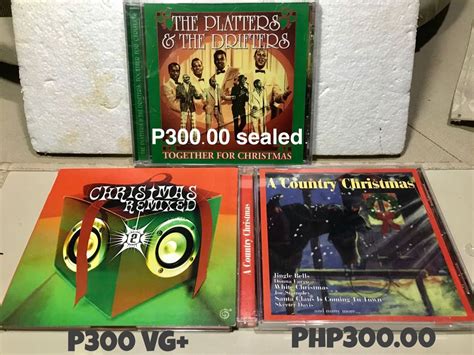 THE PLATTERS
& THE DRIFTERS
P300.00 sealed
TOGETHER FOR CHRISTMAS
CHRISTMAS
REMIXED
2
A Country Christmas
A Country Christmas
Jingle Bells
White Christmas
Santa Claus Is Coming To Town
Skeeter Davis
P300 VG+
PHP300.00